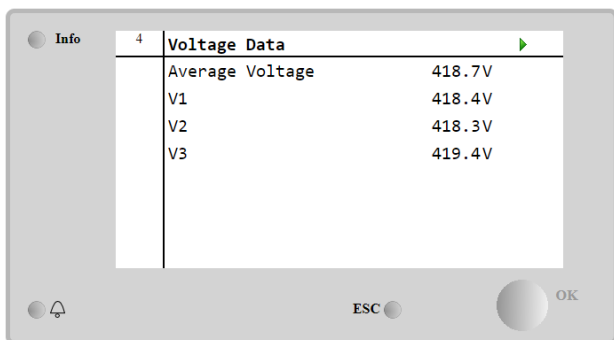 Info
4 Voltage Data
Average Voltage 418.7V
V1 418.4V
V2 418.3V
V3 419.4V
ESC
OK